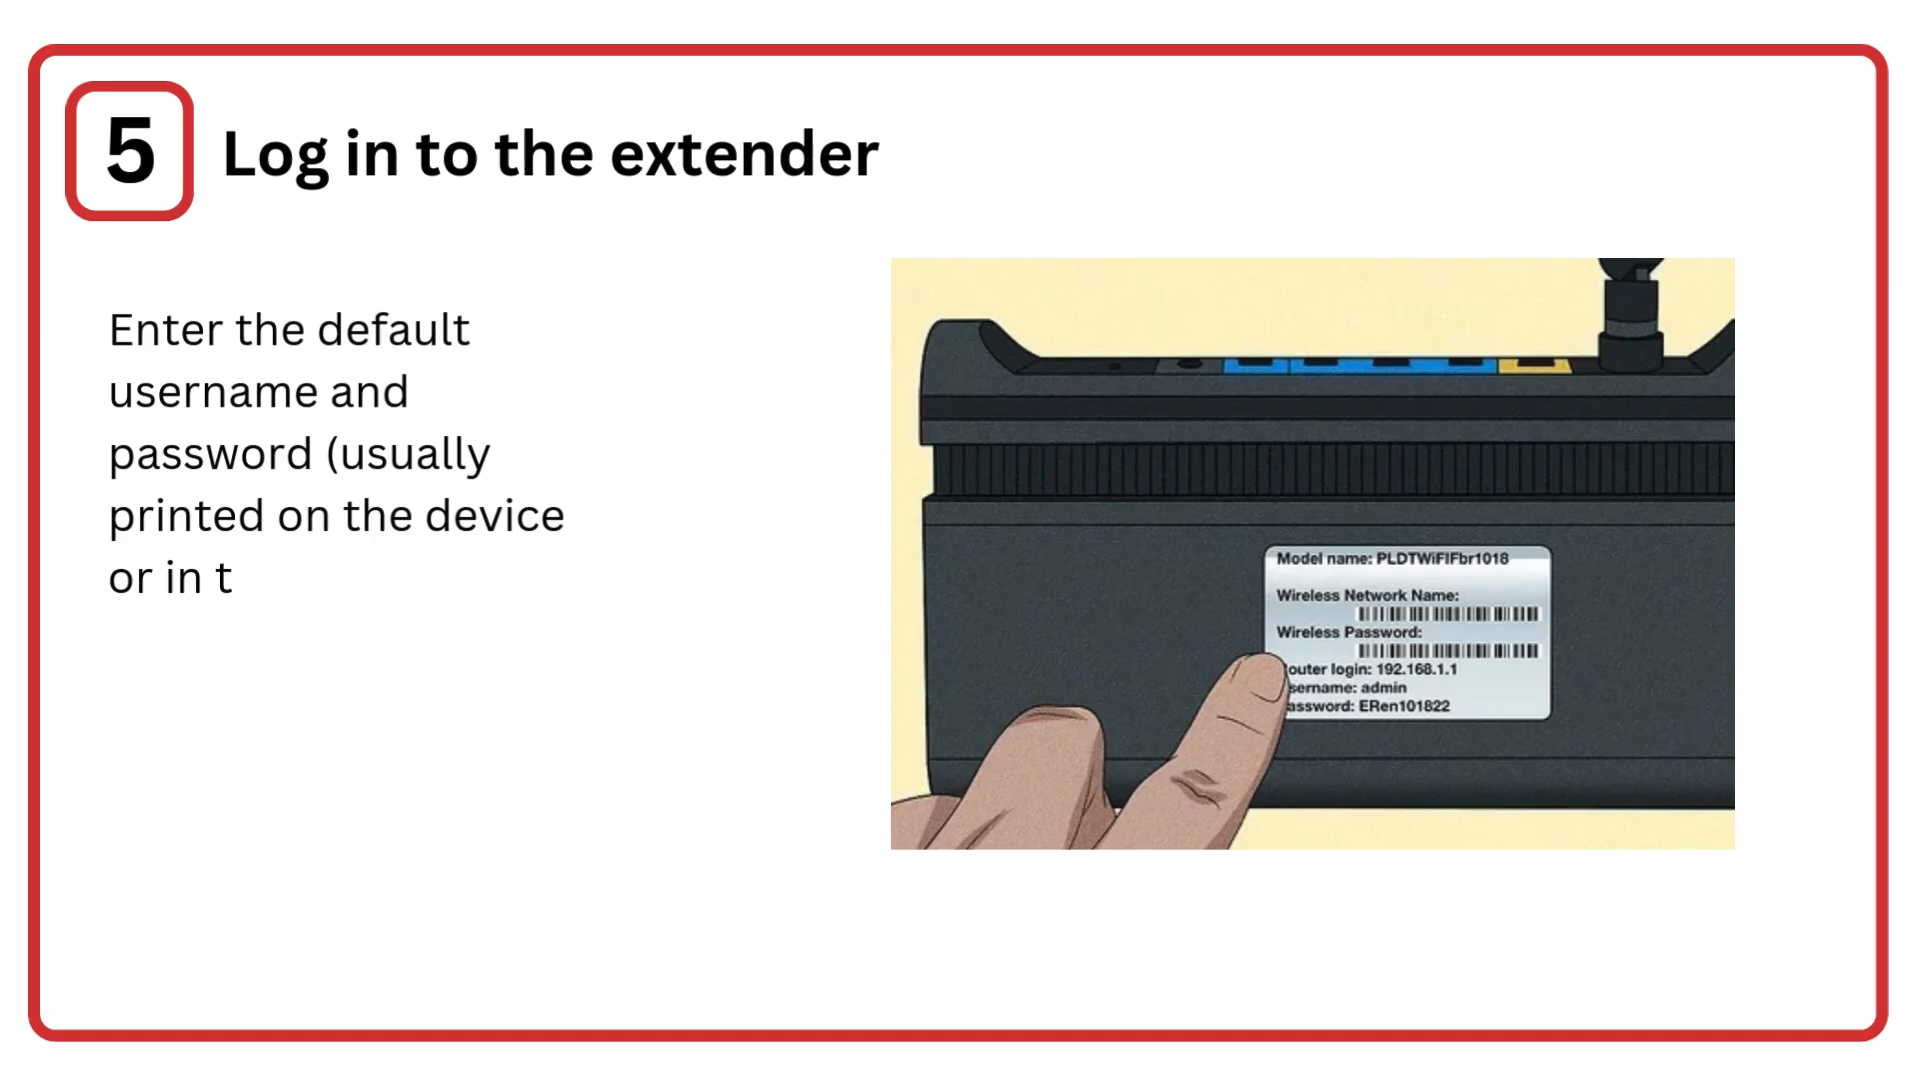 5
Log in to the extender
Enter the default
username and
password (usually
printed on the device
or in t
Model name: PLDTWiFIFbr1018
Wireless Network Name:
Wireless Password:
outer login: 192.168.1.1
sername: admin
assword: ERen101822